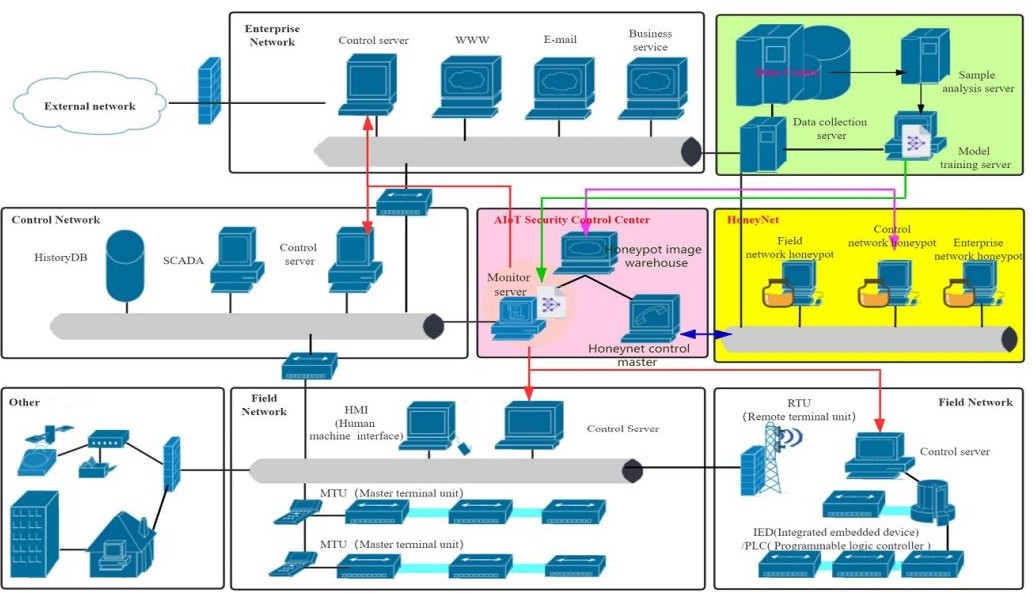 Enterprise
Network
Control server
WWW
E-mail
Business
service
External network
Sample
analysis server
Data collection
server
Model
training server
Control Network
HistoryDB
SCADA
Control
server
AIoT Security Control Center
Honeypot image
warehouse
Monitor
server
Honeynet control
master
HoneyNet
Field
network honeypot
Control
network honeypot
Enterprise
network honeypot
Other
Field
Network
HMI
(Human
machine interface)
Control Server
MTU (Master terminal unit)
MTU (Master terminal unit)
RTU
(Remote terminal unit)
Field Network
Control server
IED(Integrated embedded device)
/PLC( Programmable logic controller )